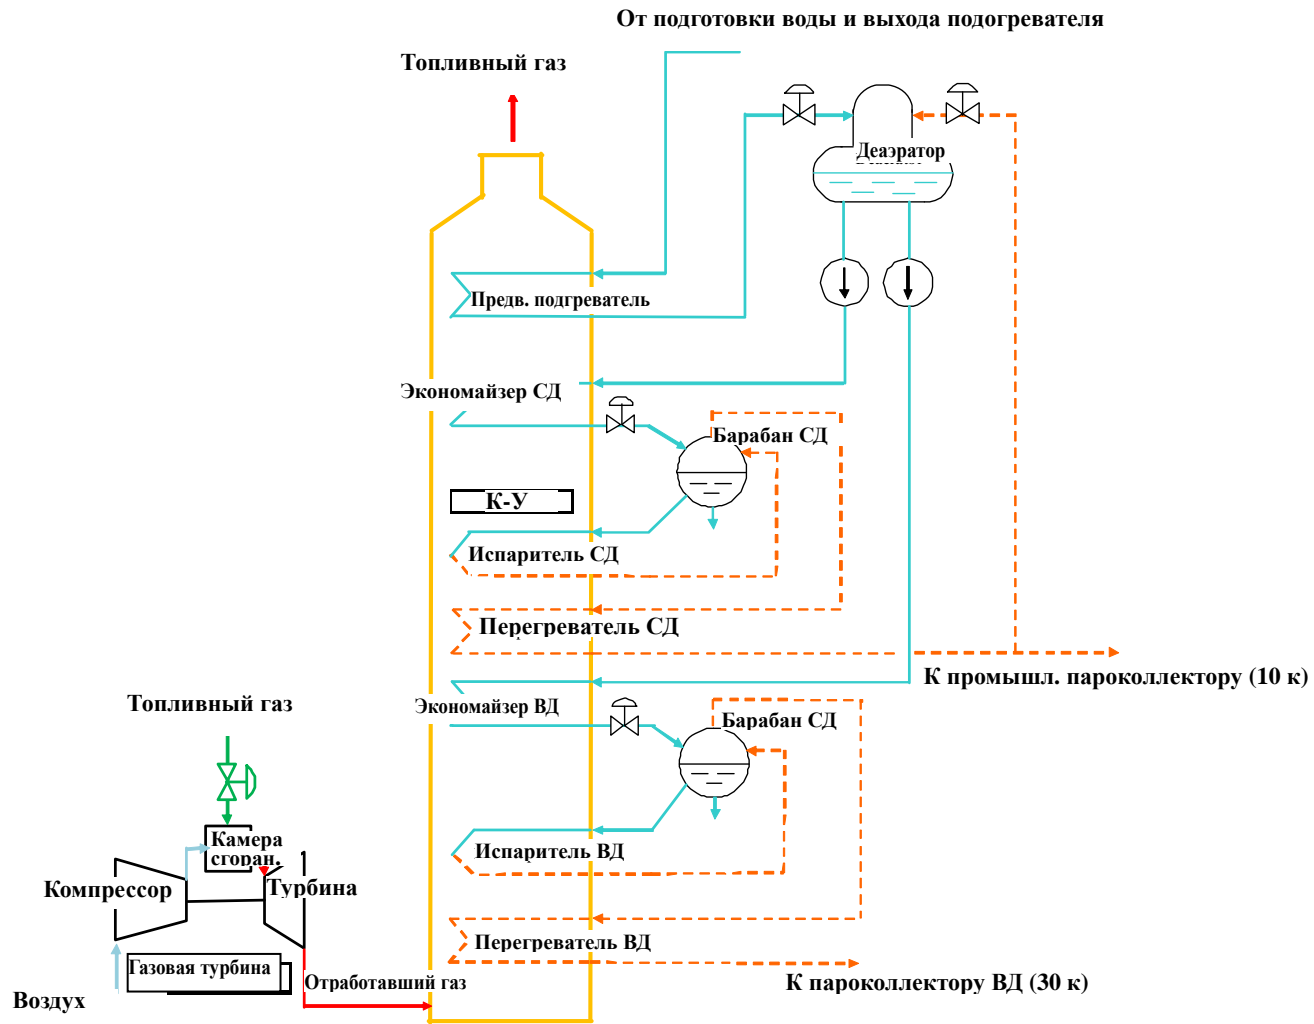 От подготовки воды и выхода подогревателя
Топливный газ
Деаэратор
Предв. подгреватель
Экономайзер СД
Барабан СД
К-У
Испаритель СД
Перегреватель СД
К промышл. пароколлектору (10 к)
Топливный газ
Экономайзер ВД
Барабан СД
Камера
сгоран.
Испаритель ВД
Компрессор
Турбина
Перегреватель ВД
Газовая турбина
Отработавший газ
К пароколлектору ВД (30 к)
Воздух